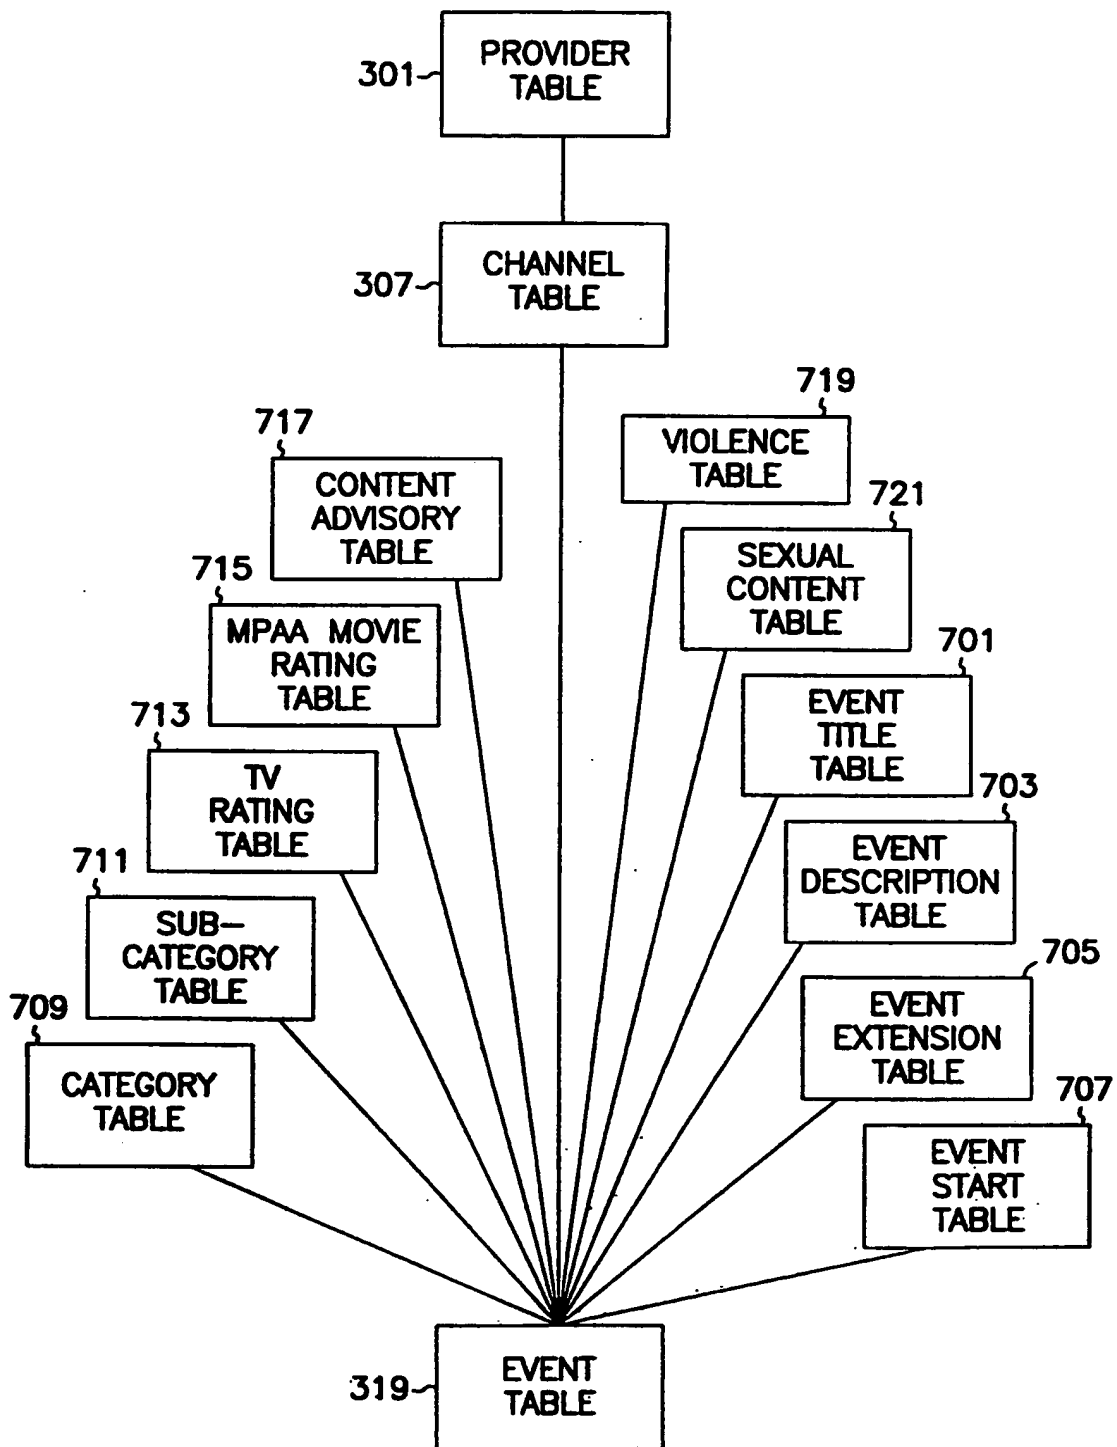 PROVIDER
TABLE
301
CHANNEL
TABLE
307
719
VIOLENCE
TABLE
717
CONTENT
ADVISORY
TABLE
721
SEXUAL
CONTENT
TABLE
715
MPAA MOVIE
RATING
TABLE
701
EVENT
TITLE
TABLE
713
TV
RATING
TABLE
703
EVENT
DESCRIPTION
TABLE
711
SUB-
CATEGORY
TABLE
705
EVENT
EXTENSION
TABLE
709
CATEGORY
TABLE
707
EVENT
START
TABLE
319
EVENT
TABLE